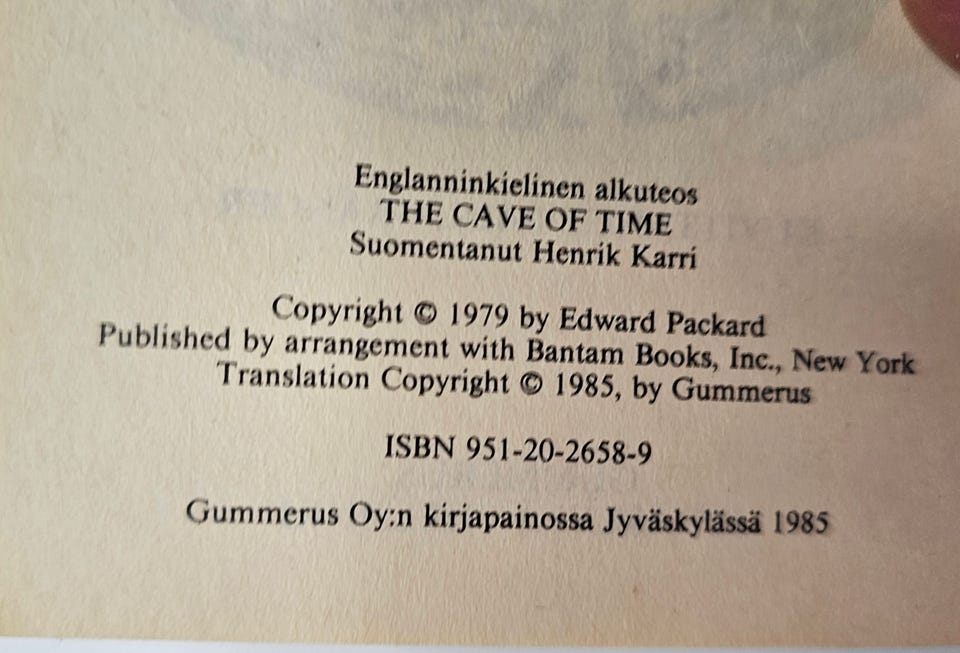 Englanninkielinen alkuteos
THE CAVE OF TIME
Suomentanut Henrik Karri
Copyright © 1979 by Edward Packard
Published by arrangement with Bantam Books, Inc., New York
Translation Copyright © 1985, by Gummerus
ISBN 951-20-2658-9
Gummerus Oy:n kirjapainossa Jyväskylässä 1985